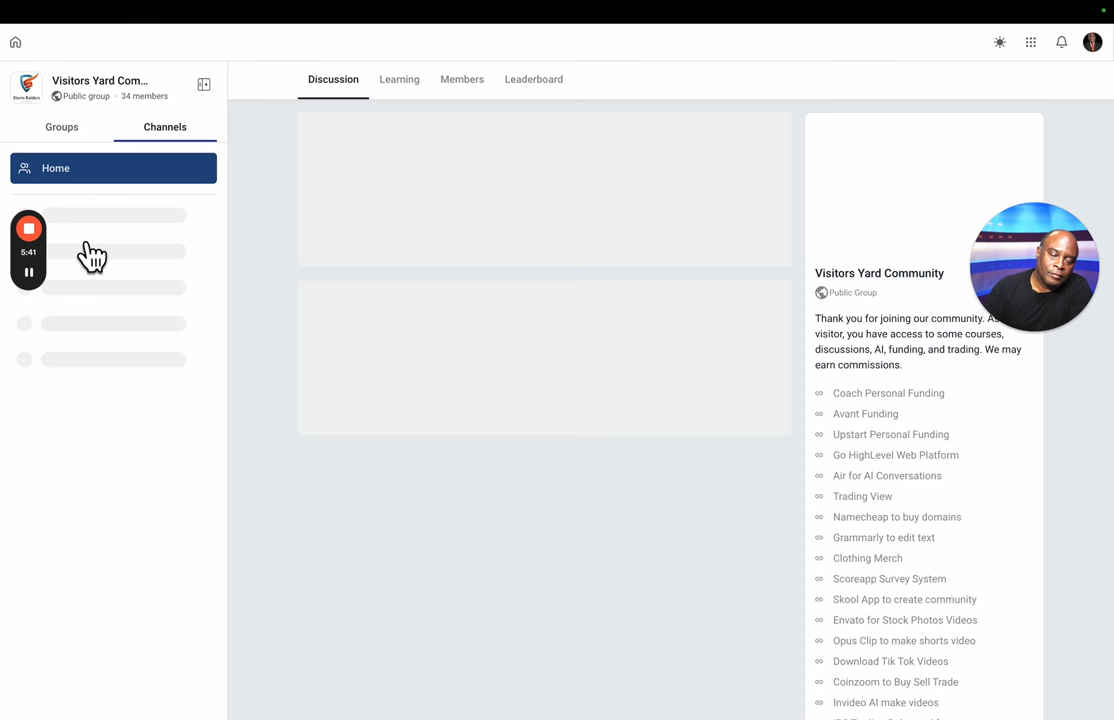 Visitors Yard Com...
Public group · 34 members
Groups
Channels
Home
5:41
Storm Raiders
Discussion
Learning
Members
Leaderboard
Visitors Yard Community
Public Group
Thank you for joining our community. As
visitor, you have access to some courses,
discussions, AI, funding, and trading. We may
earn commissions.
Coach Personal Funding
Avant Funding
Upstart Personal Funding
Go HighLevel Web Platform
Air for AI Conversations
Trading View
Namecheap to buy domains
Grammarly to edit text
Clothing Merch
Scoreapp Survey System
Skool App to create community
Envato for Stock Photos Videos
Opus Clip to make shorts video
Download Tik Tok Videos
Coinzoom to Buy Sell Trade
Invideo AI make videos